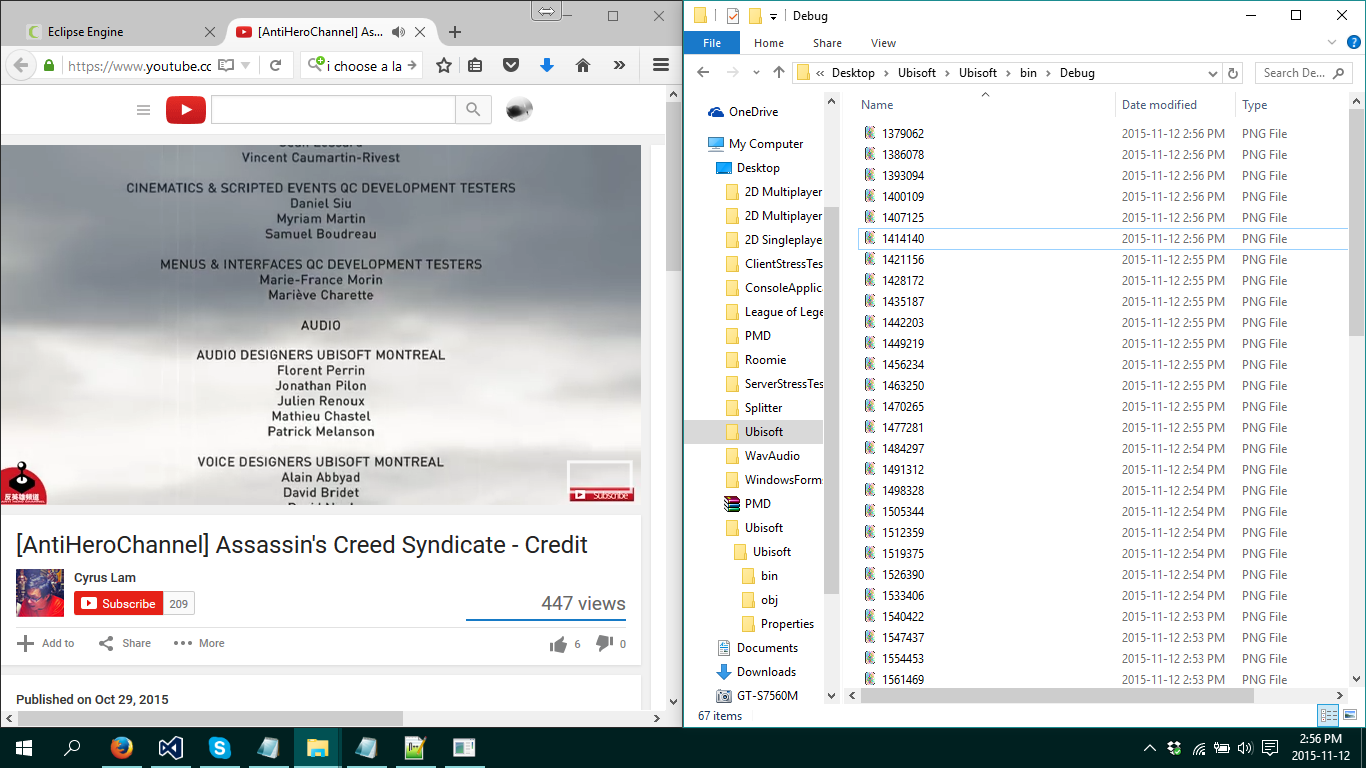 Eclipse Engine
[AntiHeroChannel] As...
https://www.youtube.cc
i choose a la
Vincent Caumartin-Rivest
CINEMATICS & SCRIPTED EVENTS QC DEVELOPMENT TESTERS
Daniel Siu
Myriam Martin
Samuel Boudreau
MENUS & INTERFACES QC DEVELOPMENT TESTERS
Marie-France Morin
Mariève Charette
AUDIO
AUDIO DESIGNERS UBISOFT MONTREAL
Florent Perrin
Jonathan Pilon
Julien Renoux
Mathieu Chastel
Patrick Melanson
VOICE DESIGNERS UBISOFT MONTREAL
Alain Abbyad
David Bridet
反英雄頻道
Subscribe
[AntiHeroChannel] Assassin's Creed Syndicate - Credit
Cyrus Lam
Subscribe 209
447 views
Add to Share More 6 0
Published on Oct 29, 2015
Debug
File Home Share View
« Desktop Ubisoft Ubisoft bin Debug
Search De...
OneDrive
My Computer
Desktop
2D Multiplayer
2D Multiplayer
2D Singleplaye
ClientStressTes
ConsoleApplica
League of Lege
PMD
Roomie
ServerStressTes
Splitter
Ubisoft
WavAudio
WindowsForm
PMD
Ubisoft
Ubisoft
bin
obj
Properties
Documents
Downloads
GT-S7560M
Name Date modified Type
1379062 2015-11-12 2:56 PM PNG File
1386078 2015-11-12 2:56 PM PNG File
1393094 2015-11-12 2:56 PM PNG File
1400109 2015-11-12 2:56 PM PNG File
1407125 2015-11-12 2:56 PM PNG File
1414140 2015-11-12 2:56 PM PNG File
1421156 2015-11-12 2:55 PM PNG File
1428172 2015-11-12 2:55 PM PNG File
1435187 2015-11-12 2:55 PM PNG File
1442203 2015-11-12 2:55 PM PNG File
1449219 2015-11-12 2:55 PM PNG File
1456234 2015-11-12 2:55 PM PNG File
1463250 2015-11-12 2:55 PM PNG File
1470265 2015-11-12 2:55 PM PNG File
1477281 2015-11-12 2:55 PM PNG File
1484297 2015-11-12 2:54 PM PNG File
1491312 2015-11-12 2:54 PM PNG File
1498328 2015-11-12 2:54 PM PNG File
1505344 2015-11-12 2:54 PM PNG File
1512359 2015-11-12 2:54 PM PNG File
1519375 2015-11-12 2:54 PM PNG File
1526390 2015-11-12 2:54 PM PNG File
1533406 2015-11-12 2:54 PM PNG File
1540422 2015-11-12 2:53 PM PNG File
1547437 2015-11-12 2:53 PM PNG File
1554453 2015-11-12 2:53 PM PNG File
1561469 2015-11-12 2:53 PM PNG File
67 items
2:56 PM
2015-11-12